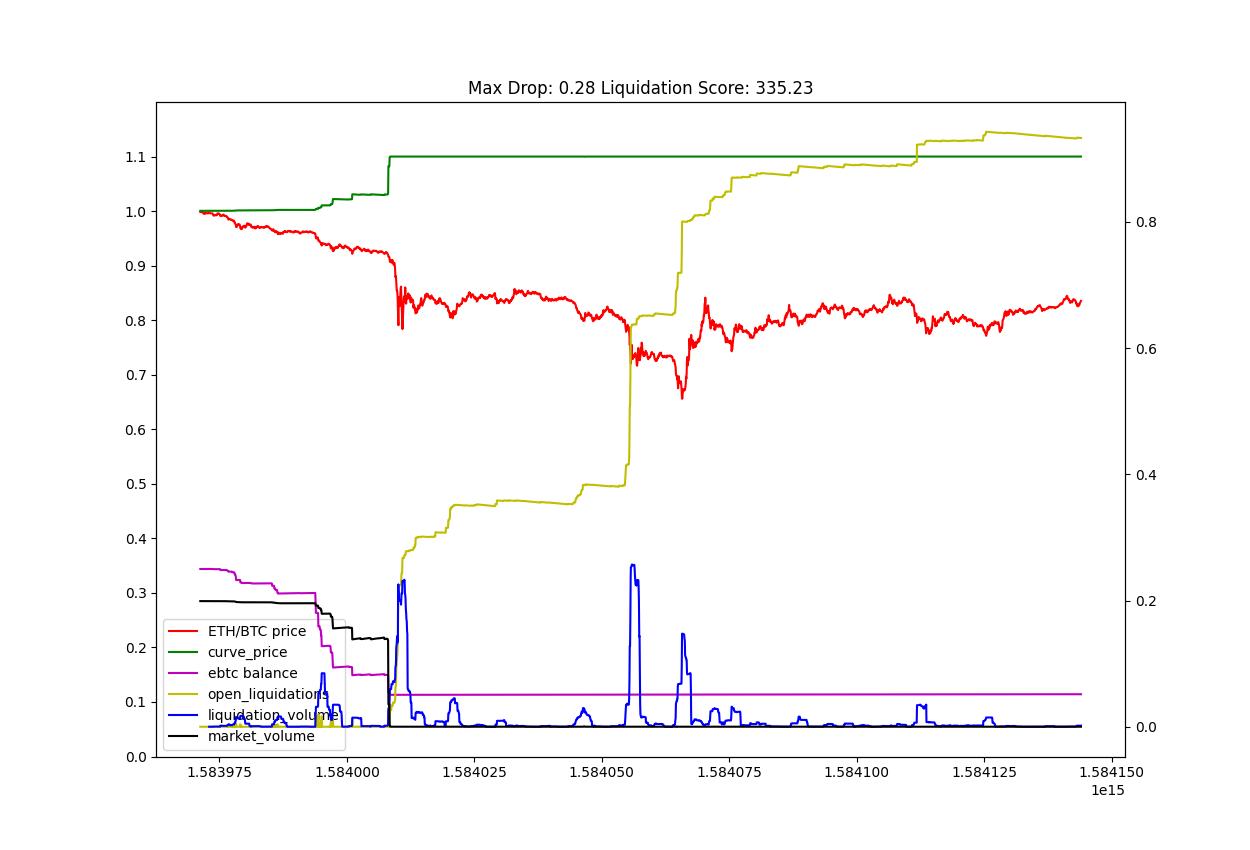 Max Drop: 0.28 Liquidation Score: 335.23
1.1
1.0
0.9
0.8
0.7
0.6
0.5
0.4
0.3
0.2
0.1
0.0
0.8
0.6
0.4
0.2
0.0
ETH/BTC price
curve_price
ebtc balance
open_liquidations
liquidation_volume
market_volume
1.583975 1.584000 1.584025 1.584050 1.584075 1.584100 1.584125 1.584150
1e15